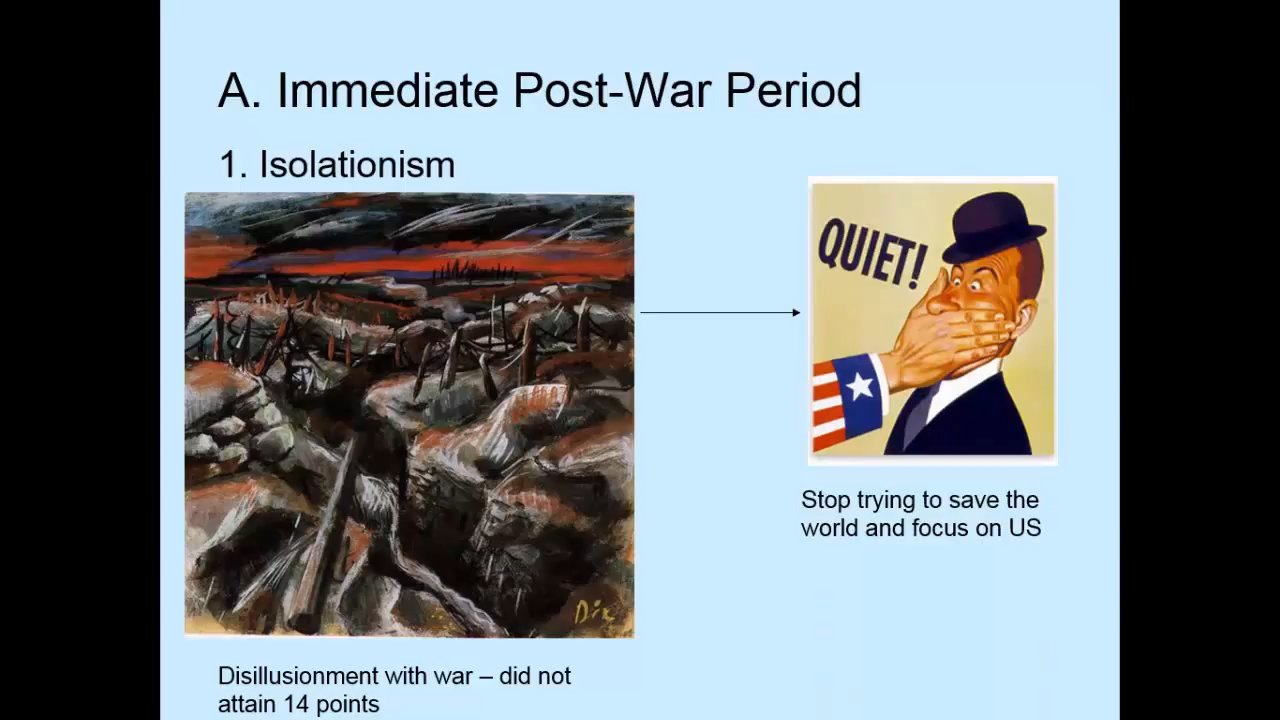 A. Immediate Post-War Period
1. Isolationism
QUIET!
Stop trying to save the
world and focus on US
Dix
Disillusionment with war – did not
attain 14 points